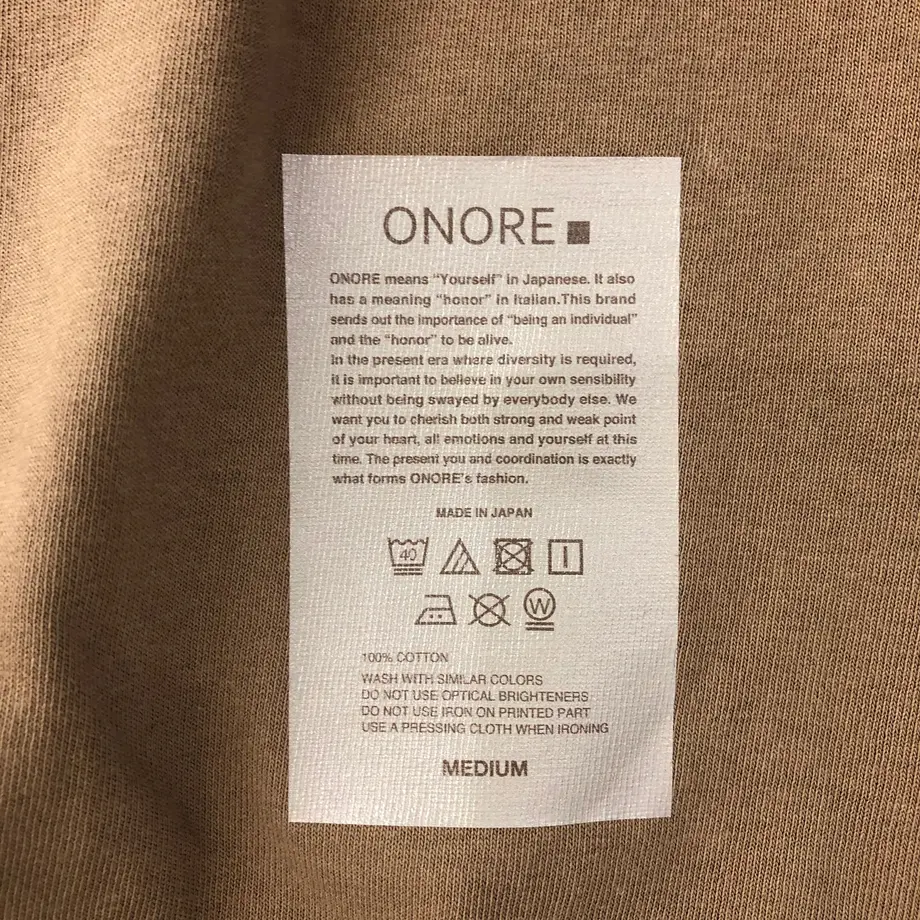 ONORE■
ONORE means "Yourself" in Japanese. It also
has a meaning "honor" in Italian.This brand
sends out the importance of "being an individual"
and the "honor" to be alive.
In the present era where diversity is required,
it is important to believe in your own sensibility
without being swayed by everybody else. We
want you to cherish both strong and weak point
of your heart, all emotions and yourself at this
time. The present you and coordination is exactly
what forms ONORE's fashion.
MADE IN JAPAN
40
W
100% COTTON
WASH WITH SIMILAR COLORS
DO NOT USE OPTICAL BRIGHTENERS
DO NOT USE IRON ON PRINTED PART
USE A PRESSING CLOTH WHEN IRONING
MEDIUM